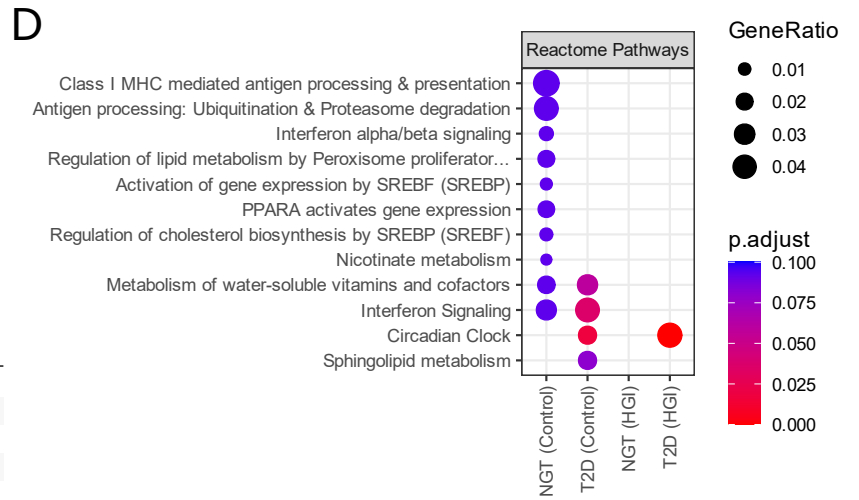 D
Reactome Pathways
Class I MHC mediated antigen processing & presentation
Antigen processing: Ubiquitination & Proteasome degradation
Interferon alpha/beta signaling
Regulation of lipid metabolism by Peroxisome proliferator...
Activation of gene expression by SREBF (SREBP)
PPARA activates gene expression
Regulation of cholesterol biosynthesis by SREBP (SREBF)
Nicotinate metabolism
Metabolism of water-soluble vitamins and cofactors
Interferon Signaling
Circadian Clock
Sphingolipid metabolism
NGT (Control)
T2D (Control)
NGT (HGI)
T2D (HGI)
GeneRatio
0.01
0.02
0.03
0.04
p.adjust
0.100
0.075
0.050
0.025
0.000